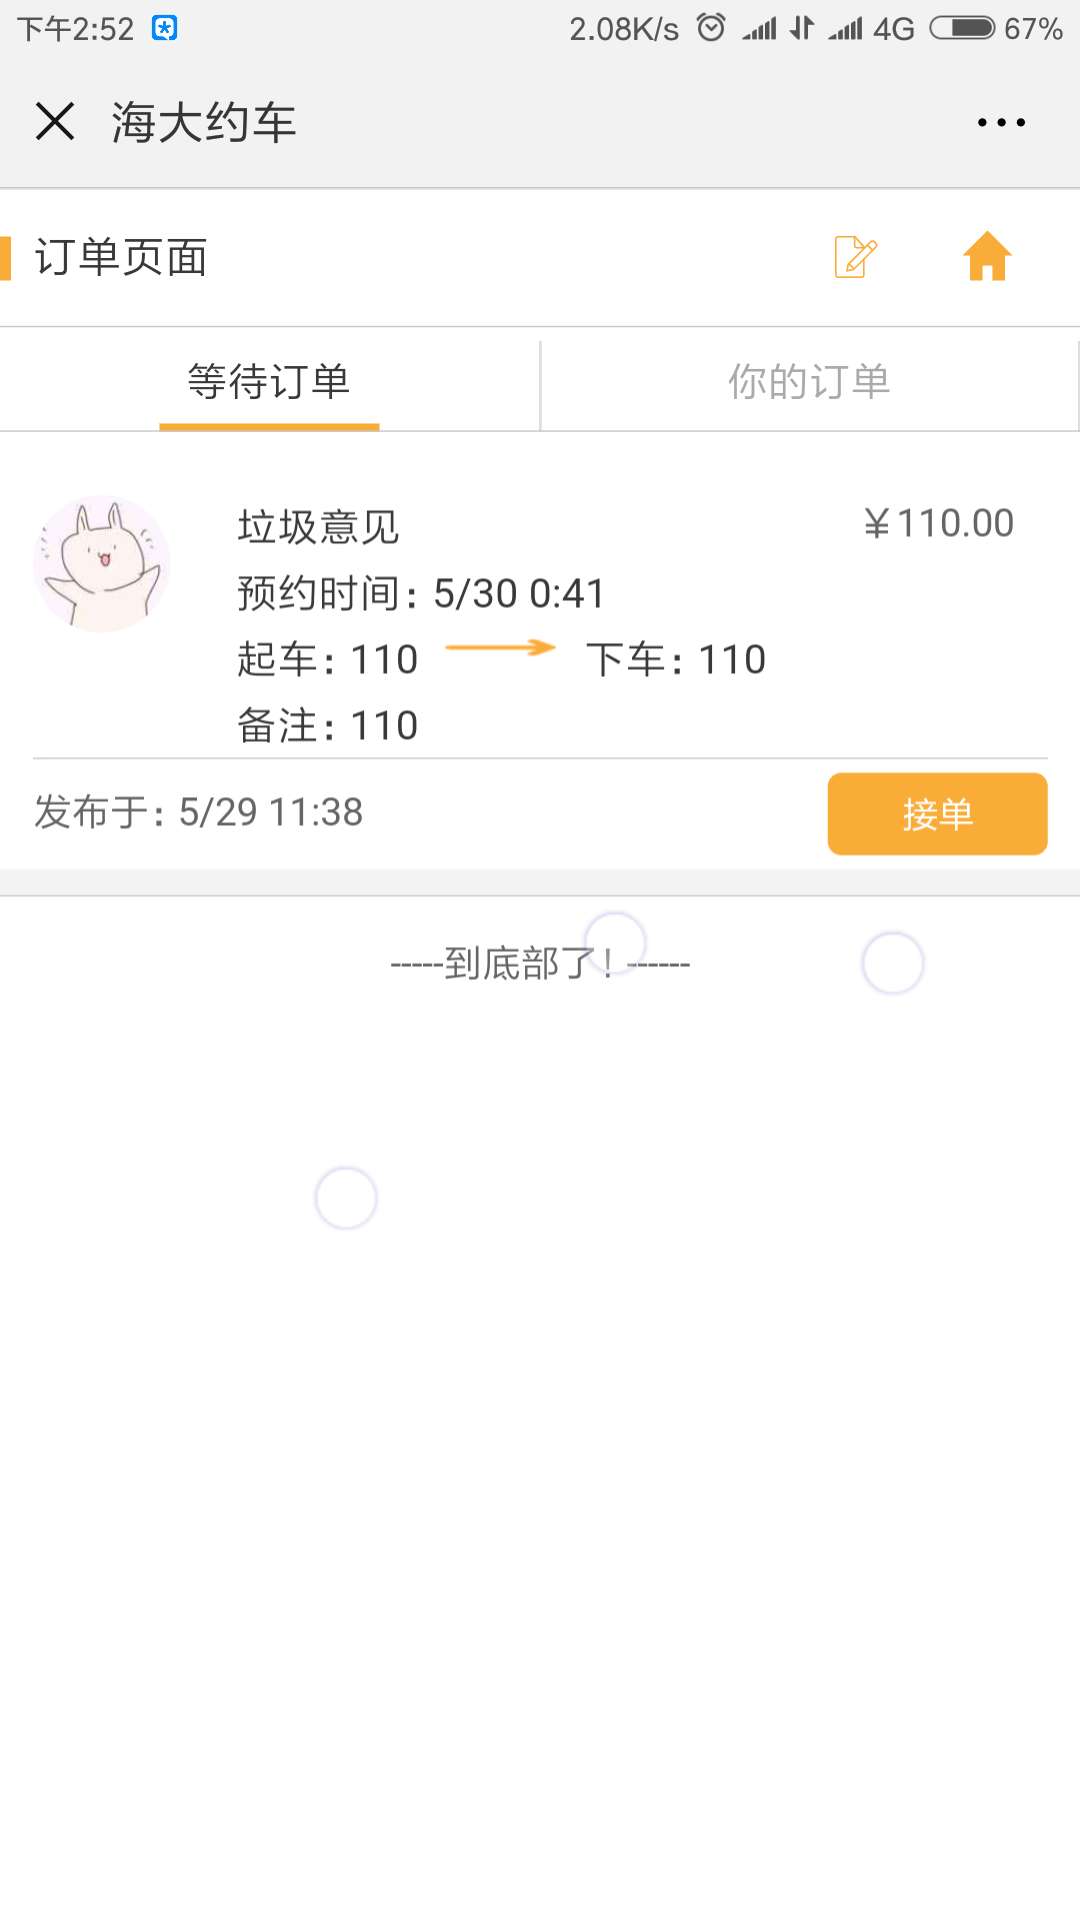 下午2:52 2.08K/s 4G 67%
海大约车
订单页面
等待订单 你的订单
垃圾意见 ￥110.00
预约时间: 5/30 0:41
起车: 110 下车: 110
备注: 110
发布于: 5/29 11:38 接单
-----到底部了! ------